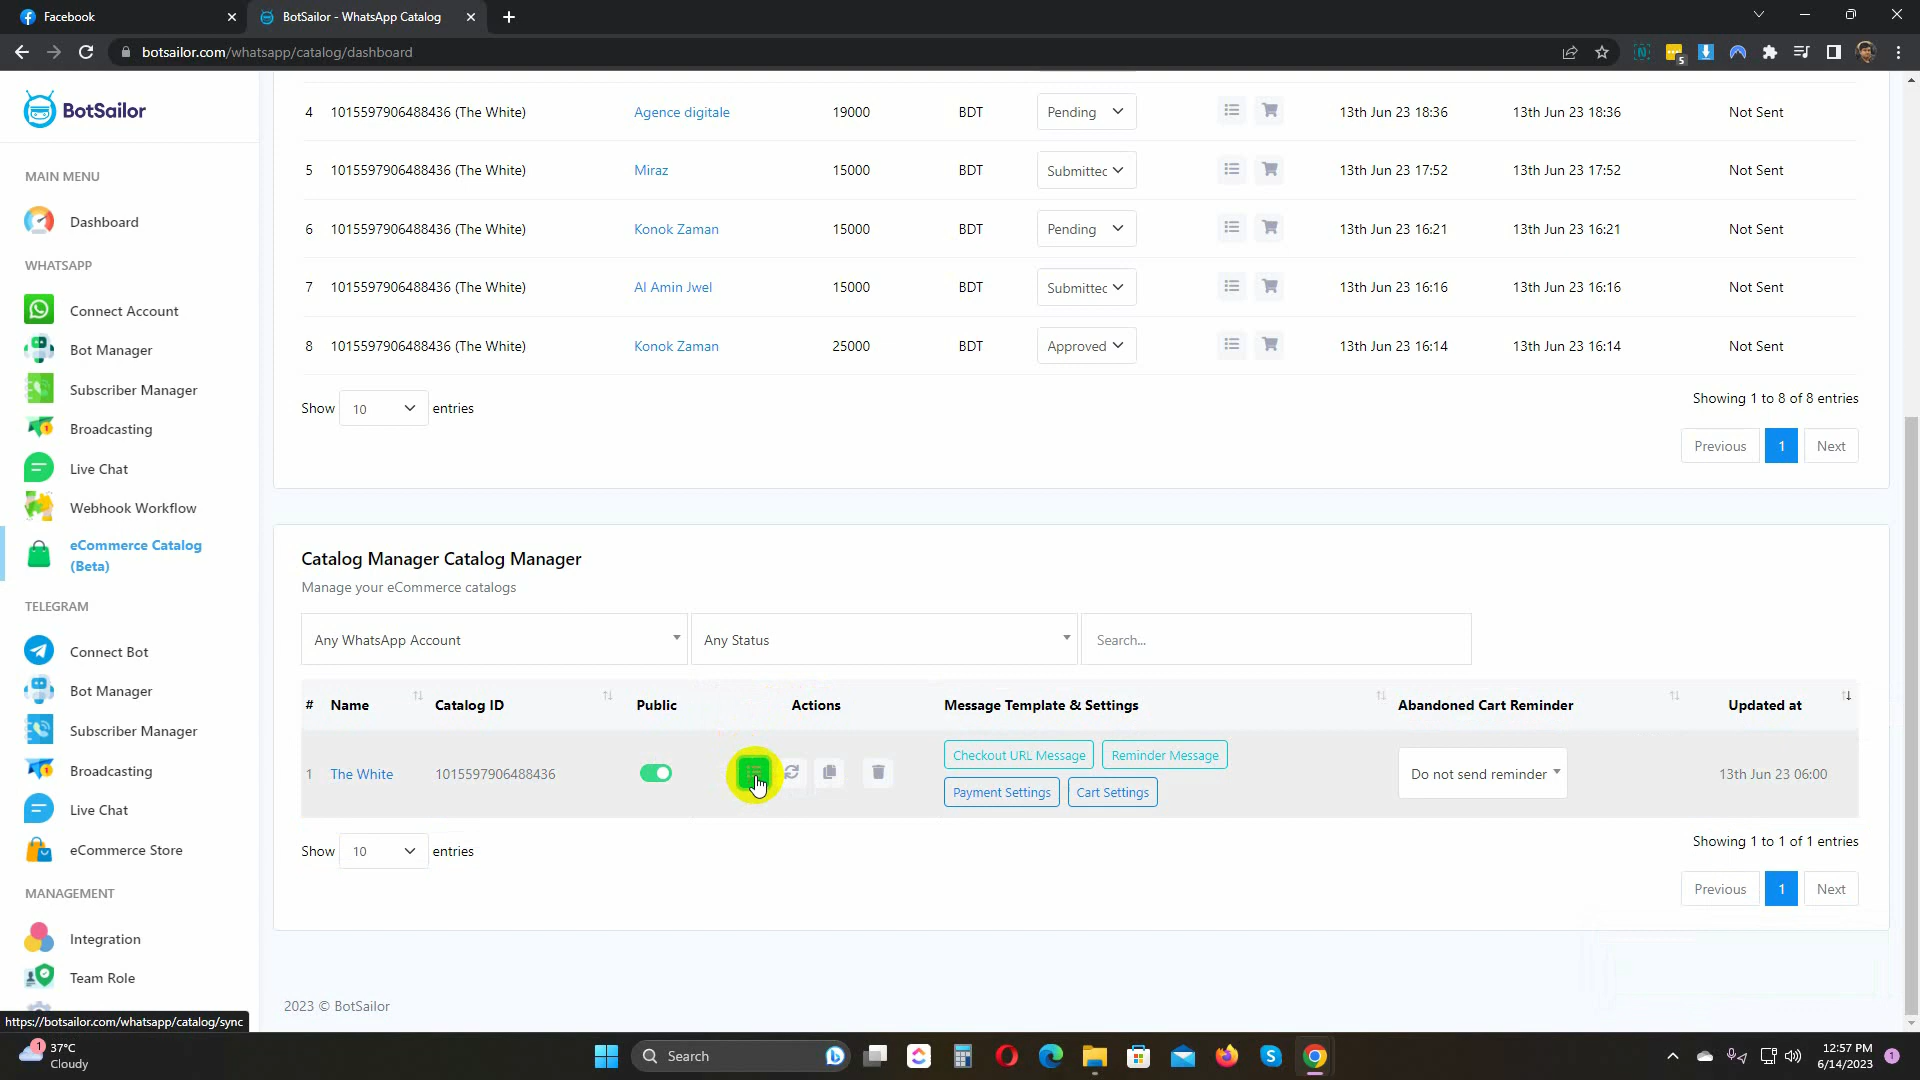 Facebook
BotSailor - WhatsApp Catalog
botsailor.com/whatsapp/catalog/dashboard
5
BotSailor
MAIN MENU
Dashboard
WHATSAPP
Connect Account
Bot Manager
Subscriber Manager
Broadcasting
Live Chat
Webhook Workflow
eCommerce Catalog
(Beta)
TELEGRAM
Connect Bot
Bot Manager
Subscriber Manager
Broadcasting
Live Chat
eCommerce Store
MANAGEMENT
Integration
Team Role
https://botsailor.com/whatsapp/catalog/sync
4 1015597906488436 (The White) Agence digitale 19000 BDT Pending 13th Jun 23 18:36 13th Jun 23 18:36 Not Sent
5 1015597906488436 (The White) Miraz 15000 BDT Submittec 13th Jun 23 17:52 13th Jun 23 17:52 Not Sent
6 1015597906488436 (The White) Konok Zaman 15000 BDT Pending 13th Jun 23 16:21 13th Jun 23 16:21 Not Sent
7 1015597906488436 (The White) Al Amin Jwel 15000 BDT Submittec 13th Jun 23 16:16 13th Jun 23 16:16 Not Sent
8 1015597906488436 (The White) Konok Zaman 25000 BDT Approved 13th Jun 23 16:14 13th Jun 23 16:14 Not Sent
Show 10 entries
Showing 1 to 8 of 8 entries
Previous 1 Next
Catalog Manager Catalog Manager
Manage your eCommerce catalogs
Any WhatsApp Account Any Status Search...
# Name Catalog ID Public Actions Message Template & Settings Abandoned Cart Reminder Updated at
1 The White 1015597906488436 Do not send reminder 13th Jun 23 06:00
Checkout URL Message Reminder Message
Payment Settings Cart Settings
Show 10 entries
Showing 1 to 1 of 1 entries
Previous 1 Next
2023 © BotSailor
1
37°C
Cloudy
Search
12:57 PM
6/14/2023
1